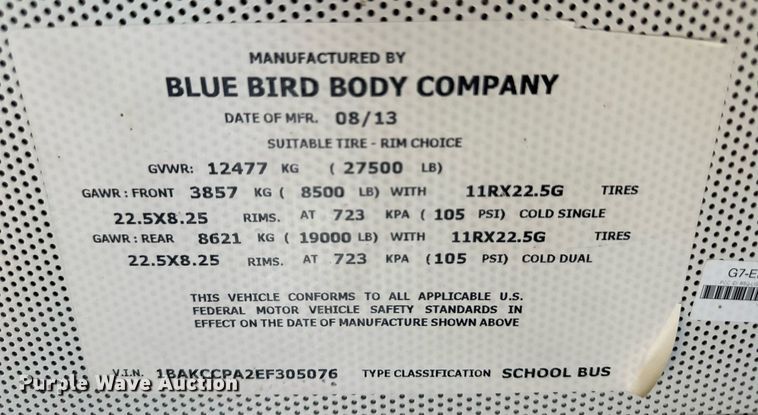 MANUFACTURED BY
BLUE BIRD BODY COMPANY
DATE OF MFR. 08/13
SUITABLE TIRE - RIM CHOICE
GVWR: 12477 KG ( 27500 LB)
GAWR : FRONT 3857 KG ( 8500 LB) WITH 11RX22.5G TIRES
22.5X8.25 RIMS. AT 723 KPA ( 105 PSI) COLD SINGLE
GAWR : REAR 8621 KG ( 19000 LB) WITH 11RX22.5G TIRES
22.5X8.25 RIMS. AT 723 KPA (105 PSI) COLD DUAL
THIS VEHICLE CONFORMS TO ALL APPLICABLE U.S.
FEDERAL MOTOR VEHICLE SAFETY STANDARDS IN
EFFECT ON THE DATE OF MANUFACTURE SHOWN ABOVE
V.I.N. 1BAKCCPA2EF305076 TYPE CLASSIFICATION SCHOOL BUS
Purple Wave Auction